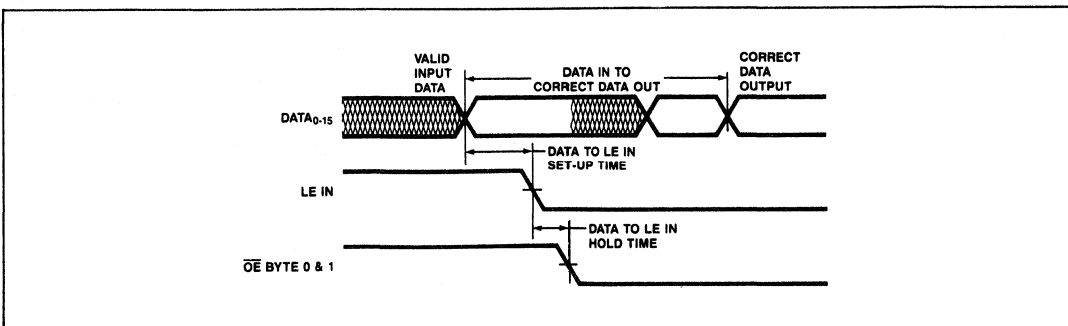 VALID
INPUT
DATA
DATA IN TO
CORRECT DATA OUT
CORRECT
DATA
OUTPUT
DATA0-15
DATA TO LE IN
SET-UP TIME
LE IN
DATA TO LE IN
HOLD TIME
O̅E̅ BYTE 0 & 1